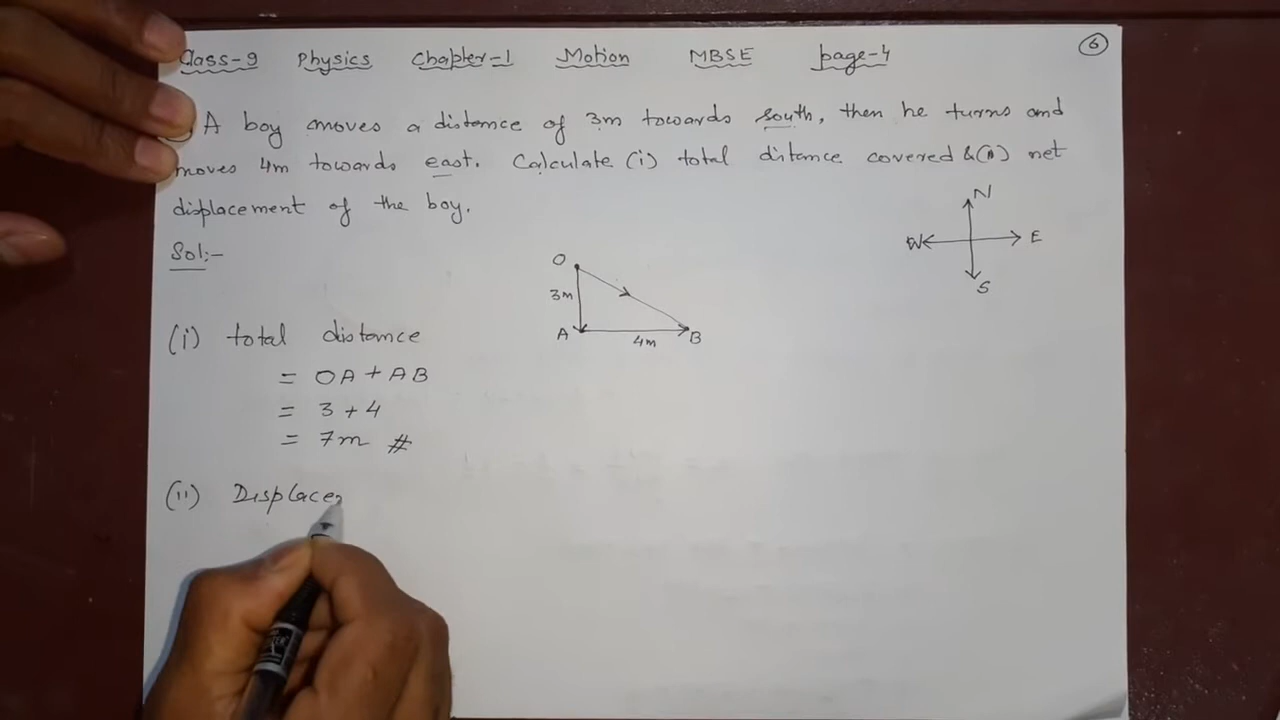 Class-9 Physics Chapter-1 Motion MBSE page-4
6
A boy moves a distance of 3m towards south, then he turns and
moves 4m towards east. Calculate (i) total distance covered & (ii) net
displacement of the boy.
Sol:-
N
W E
S
O
3m
A
4m
B
(i) total distance
= OA + AB
= 3 + 4
= 7m #
(ii) Displace